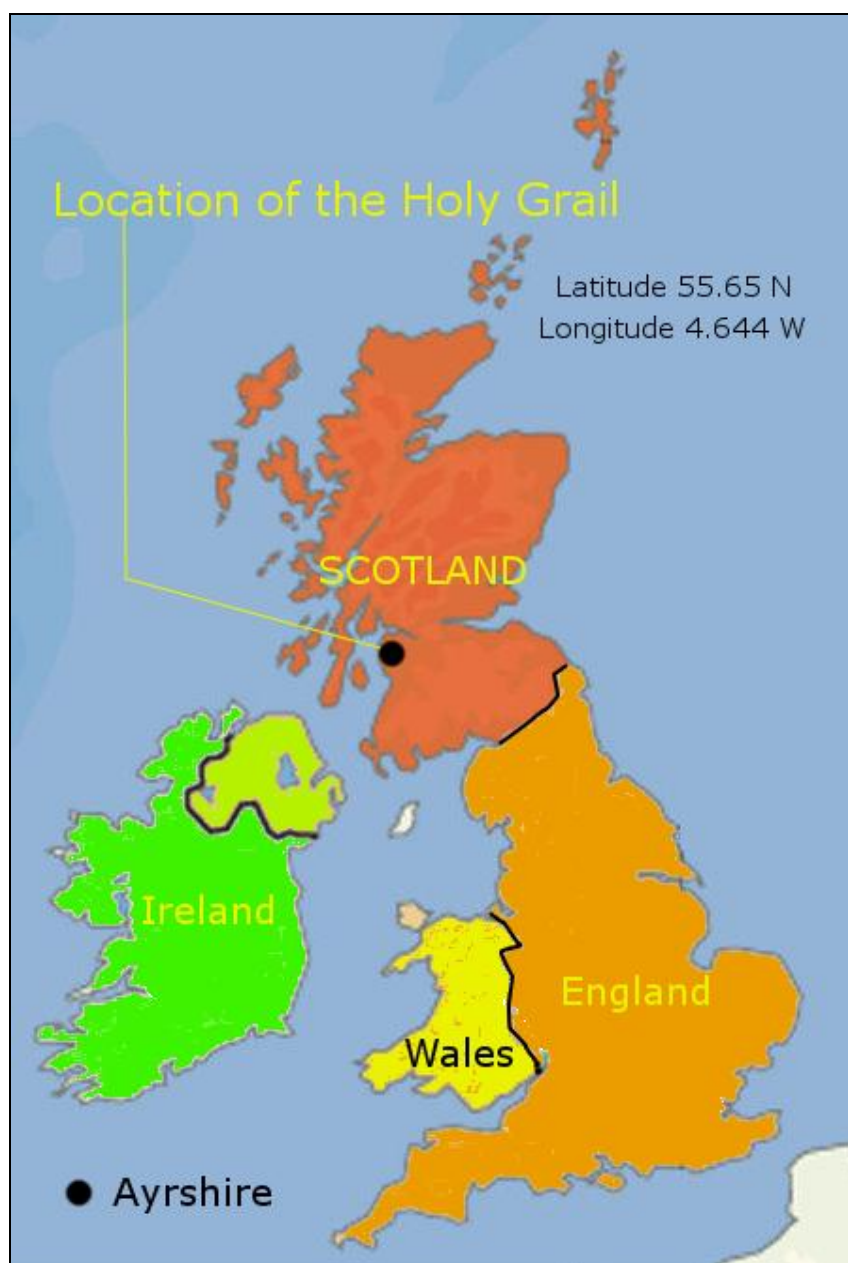 Location of the Holy Grail
Latitude 55.65 N
Longitude 4.644 W
SCOTLAND
Ireland
England
Wales
Ayrshire